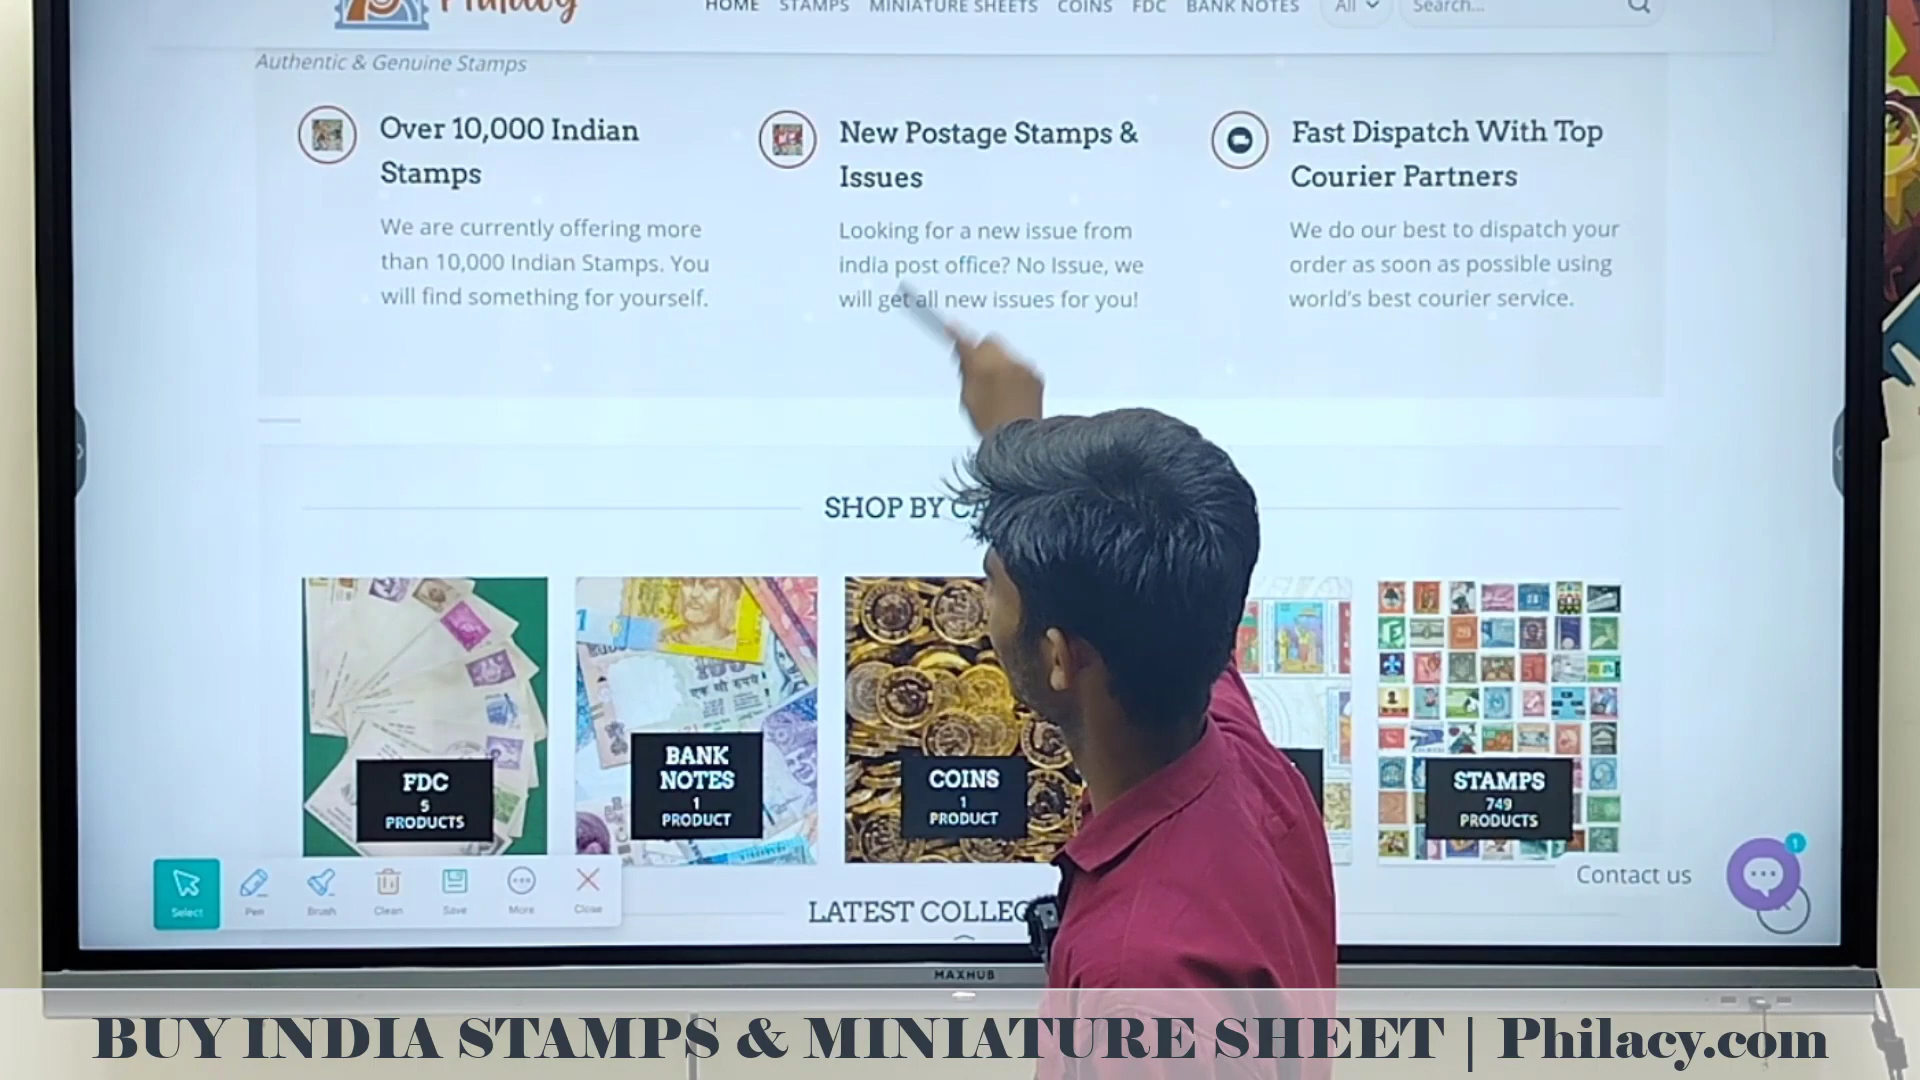 Philacy
HOME STAMPS MINIATURE SHEETS COINS FDC BANK NOTES All Search...
Authentic & Genuine Stamps
Over 10,000 Indian
Stamps
We are currently offering more
than 10,000 Indian Stamps. You
will find something for yourself.
New Postage Stamps &
Issues
Looking for a new issue from
india post office? No Issue, we
will get all new issues for you!
Fast Dispatch With Top
Courier Partners
We do our best to dispatch your
order as soon as possible using
world's best courier service.
SHOP BY CA
FDC
5
PRODUCTS
BANK
NOTES
1
PRODUCT
COINS
1
PRODUCT
STAMPS
749
PRODUCTS
Contact us
1
Select Pen Brush Clean Save More Close
LATEST COLLEC
MAXHUB
BUY INDIA STAMPS & MINIATURE SHEET | Philacy.com